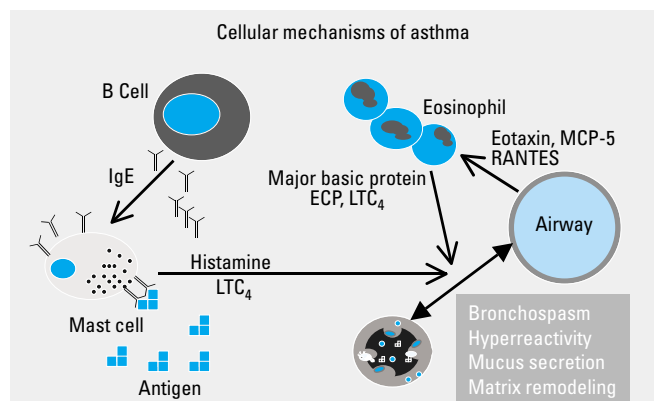 Cellular mechanisms of asthma
B Cell
Eosinophil
Eotaxin, MCP-5
RANTES
IgE
Major basic protein
ECP, LTC₄
Airway
Histamine
LTC₄
Mast cell
Antigen
Bronchospasm
Hyperreactivity
Mucus secretion
Matrix remodeling